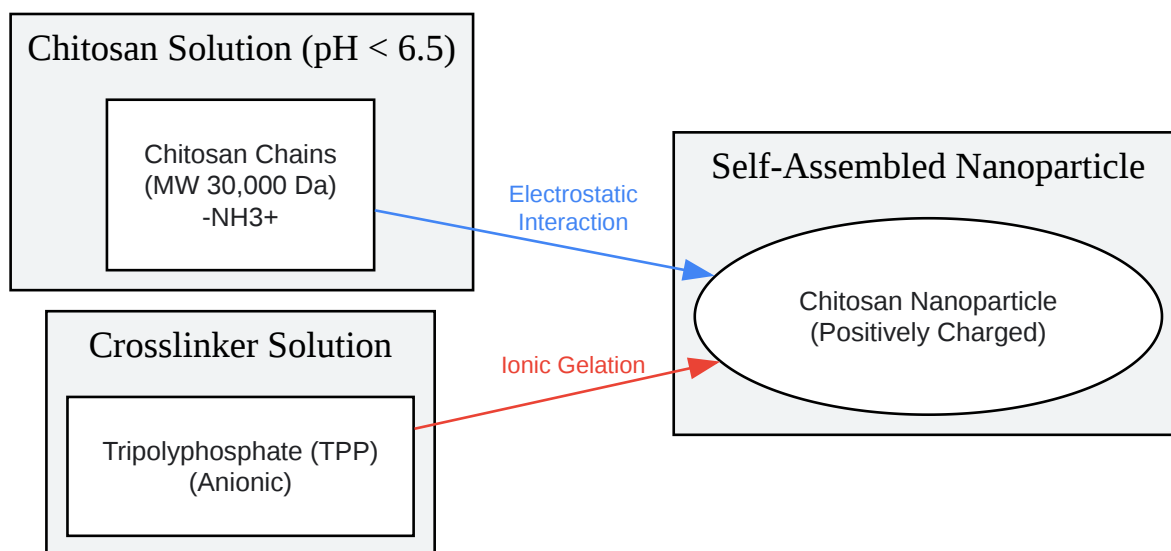 Chitosan Solution (pH < 6.5)
Chitosan Chains
(MW 30,000 Da)
-NH3+
Electrostatic
Interaction
Self-Assembled Nanoparticle
Chitosan Nanoparticle
(Positively Charged)
Crosslinker Solution
Ionic Gelation
Tripolyphosphate (TPP)
(Anionic)